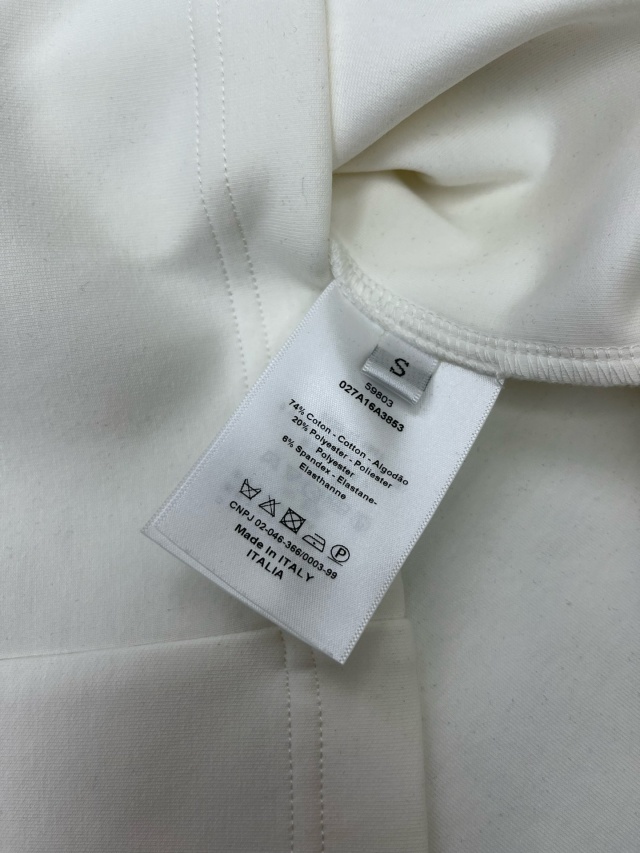 S
59803
027A16A3853
74% Coton - Cotton - Algodão
20% Polyester - Poliester
Polyester
6% Spandex - Elastane-
Elasthanne
P
CNPJ 02-046-366/0003-99
Made In ITALY
ITALIA